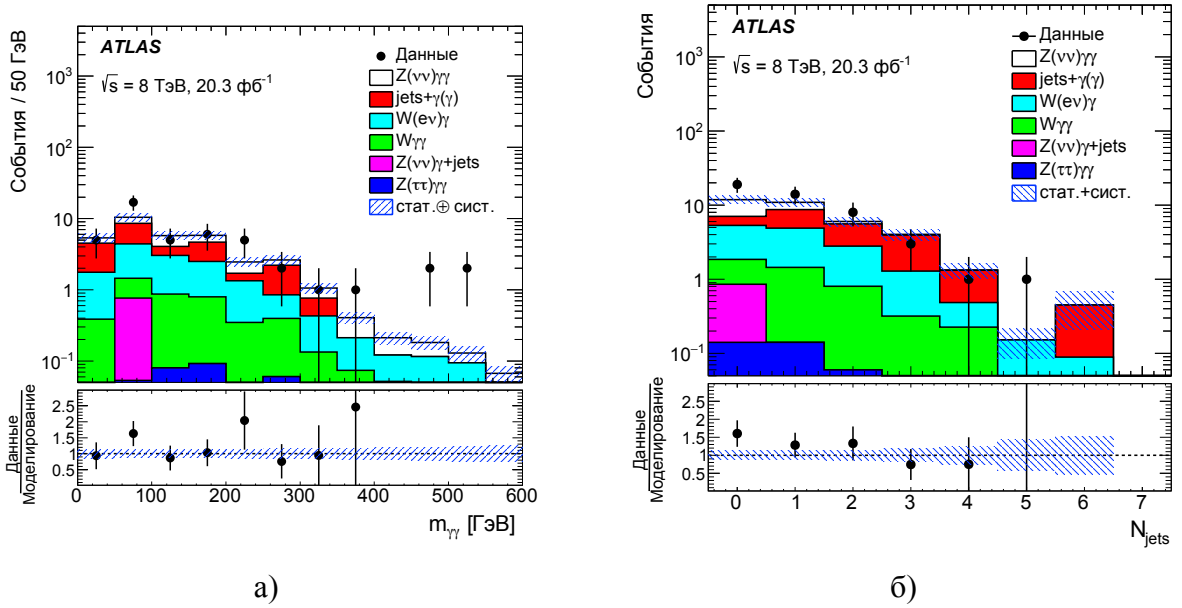 События / 50 ГэВ
ATLAS
√s = 8 ТэВ, 20.3 фб⁻¹
Данные
Z(νν)γγ
jets+γ(γ)
W(eν)γ
Wγγ
Z(νν)γ+jets
Z(ττ)γγ
стат.⊕ сист.
10³
10²
10
1
10⁻¹
Данные
Моделирование
2.5
2
1.5
1
0.5
0 100 200 300 400 500 600
m_γγ [ГэВ]
а)
События
ATLAS
√s = 8 ТэВ, 20.3 фб⁻¹
Данные
Z(νν)γγ
jets+γ(γ)
W(eν)γ
Wγγ
Z(νν)γ+jets
Z(ττ)γγ
стат.+сист.
10³
10²
10
1
10⁻¹
Данные
Моделирование
2.5
2
1.5
1
0.5
0 1 2 3 4 5 6 7
N_jets
б)